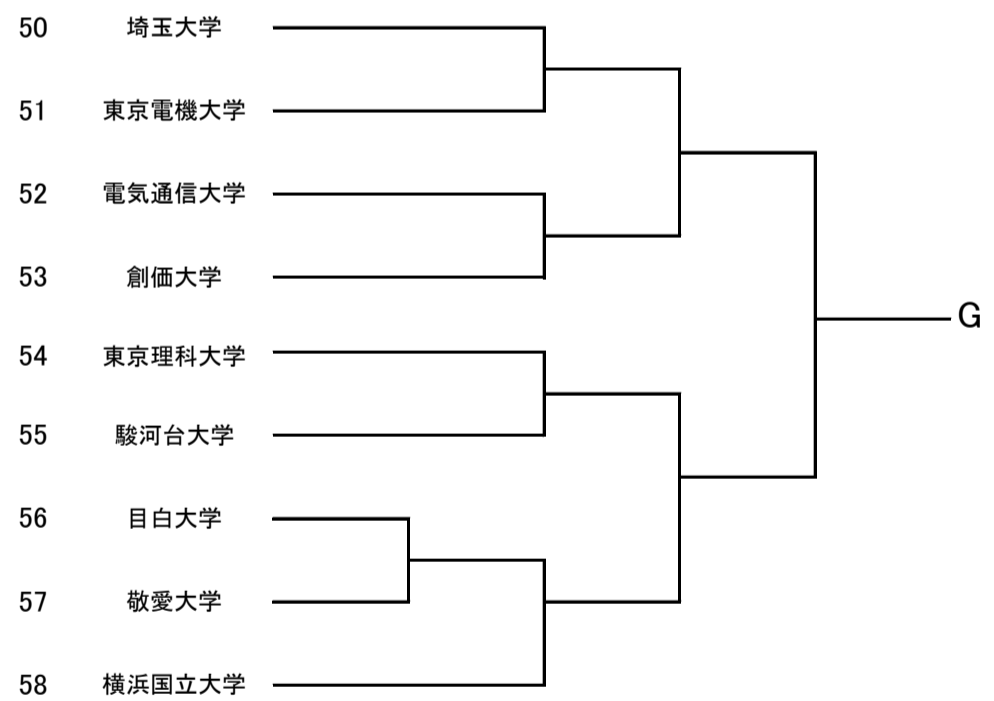 50 埼玉大学
51 東京電機大学
52 電気通信大学
53 創価大学
G
54 東京理科大学
55 駿河台大学
56 目白大学
57 敬愛大学
58 横浜国立大学